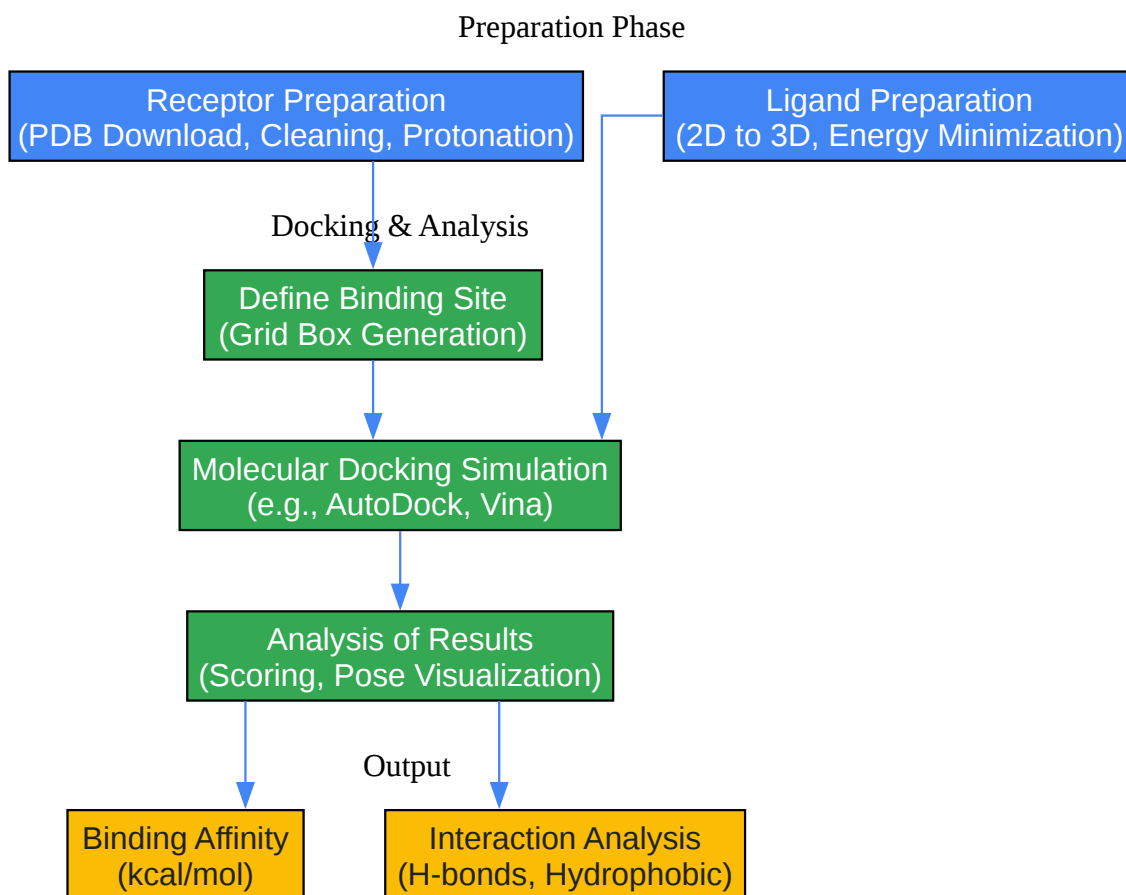 Preparation Phase
Receptor Preparation
(PDB Download, Cleaning, Protonation)
Ligand Preparation
(2D to 3D, Energy Minimization)
Docking & Analysis
Define Binding Site
(Grid Box Generation)
Molecular Docking Simulation
(e.g., AutoDock, Vina)
Analysis of Results
(Scoring, Pose Visualization)
Output
Binding Affinity
(kcal/mol)
Interaction Analysis
(H-bonds, Hydrophobic)